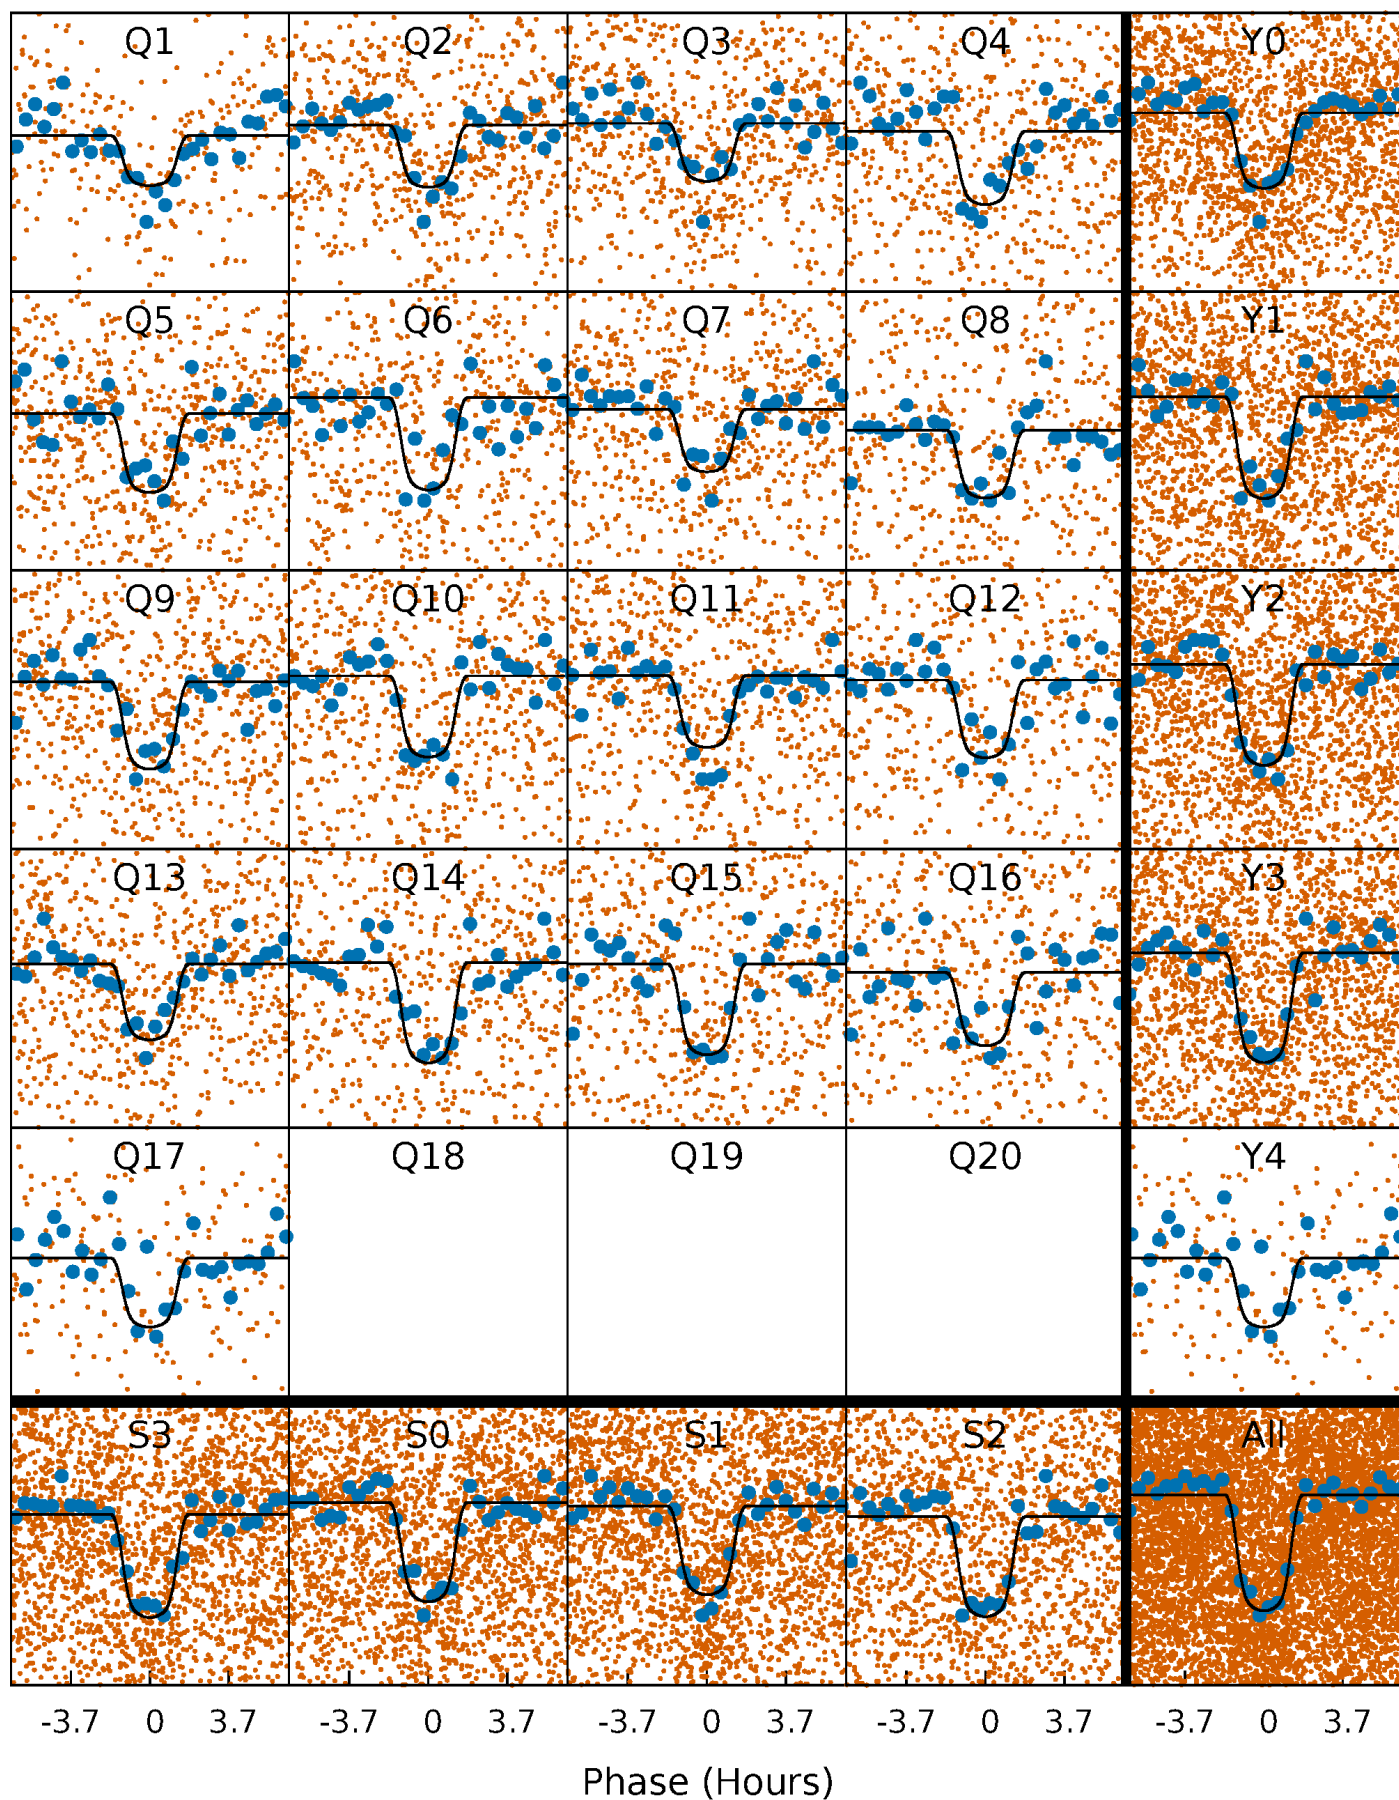 Q1 Q2 Q3 Q4 Y0
Q5 Q6 Q7 Q8 Y1
Q9 Q10 Q11 Q12 Y2
Q13 Q14 Q15 Q16 Y3
Q17 Q18 Q19 Q20 Y4
S3 S0 S1 S2 All
-3.7 0 3.7 -3.7 0 3.7 -3.7 0 3.7 -3.7 0 3.7 -3.7 0 3.7
Phase (Hours)